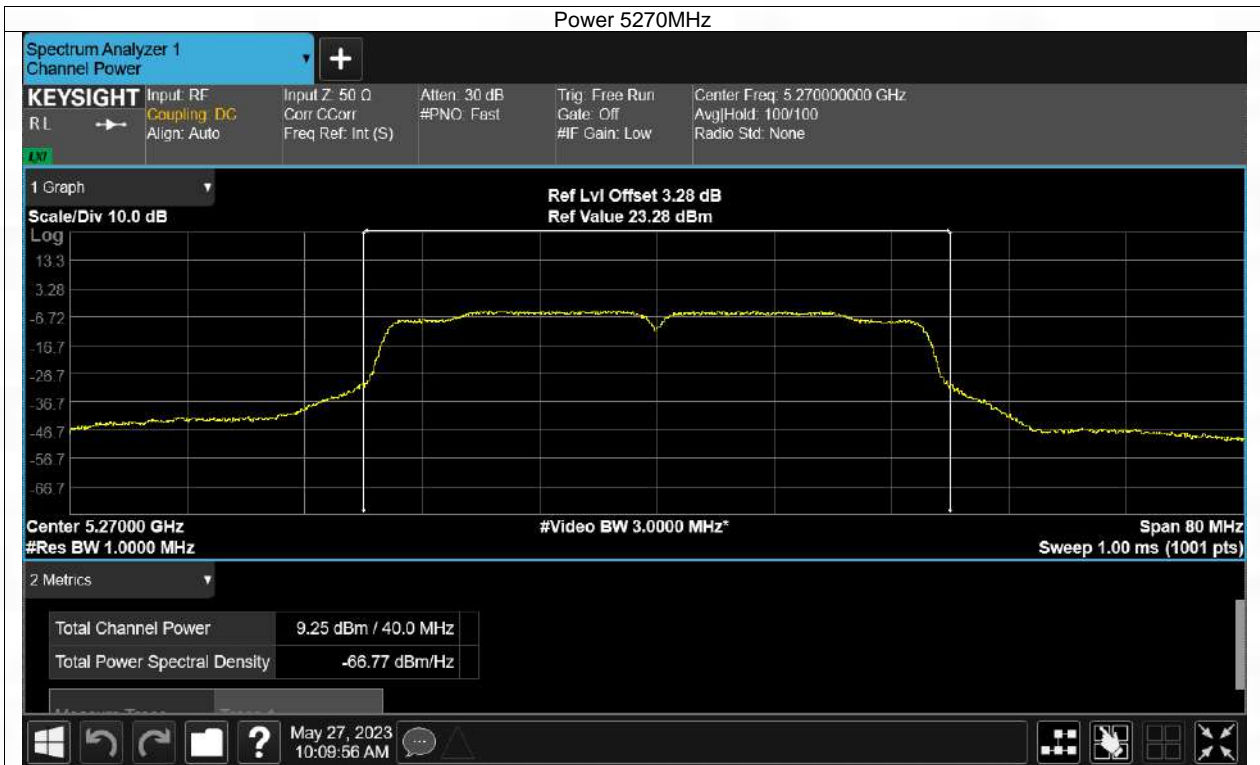 Power 5270MHz
Spectrum Analyzer 1
Channel Power
+
KEYSIGHT Input: RF Input Z: 50 Ω Atten: 30 dB Trig: Free Run Center Freq: 5.270000000 GHz
RL Coupling: DC Corr CCorr #PNO: Fast Gate: Off Avg|Hold: 100/100
Align: Auto Freq Ref: Int (S) #IF Gain: Low Radio Std: None
LXI
1 Graph
Ref Lvl Offset 3.28 dB
Scale/Div 10.0 dB Ref Value 23.28 dBm
Log
13.3
3.28
-6.72
-16.7
-26.7
-36.7
-46.7
-56.7
-66.7
Center 5.27000 GHz #Video BW 3.0000 MHz* Span 80 MHz
#Res BW 1.0000 MHz Sweep 1.00 ms (1001 pts)
2 Metrics
Total Channel Power 9.25 dBm / 40.0 MHz
Total Power Spectral Density -66.77 dBm/Hz
?
May 27, 2023
10:09:56 AM